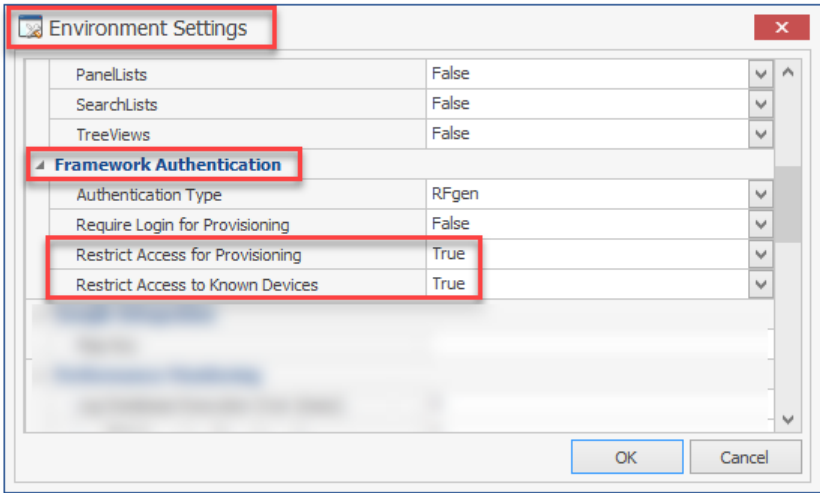 Environment Settings
PanelLists False
SearchLists False
TreeViews False
Framework Authentication
Authentication Type RFgen
Require Login for Provisioning False
Restrict Access for Provisioning True
Restrict Access to Known Devices True
OK Cancel